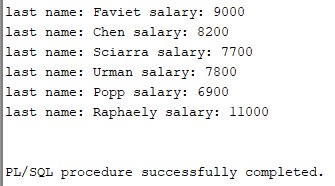 last name: Faviet salary: 9000
last name: Chen salary: 8200
last name: Sciarra salary: 7700
last name: Urman salary: 7800
last name: Popp salary: 6900
last name: Raphaely salary: 11000
PL/SQL procedure successfully completed.